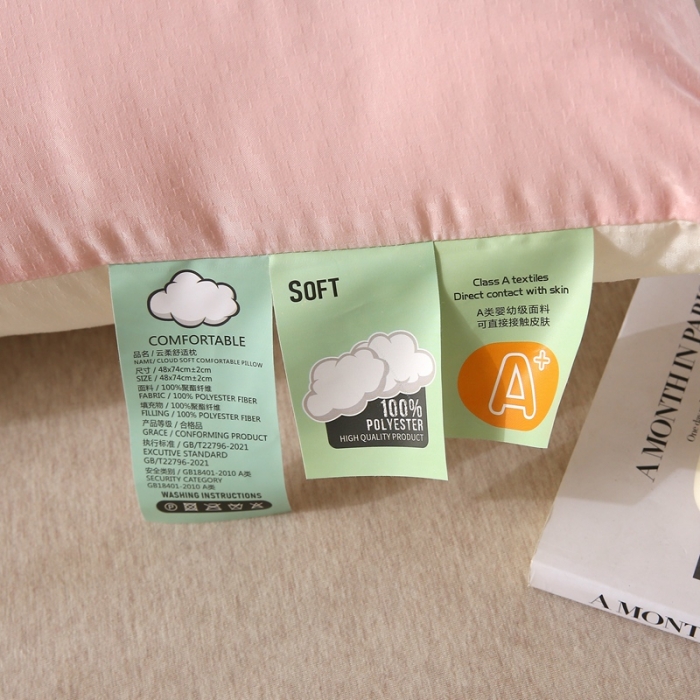 COMFORTABLE
品名 / 云柔舒适枕
NAME/ CLOUD SOFT COMFORTABLE PILLOW
尺寸 / 48x74cm±2cm
SIZE / 48x74cm±2cm
面料 / 100%聚酯纤维
FABRIC / 100% POLYESTER FIBER
填充物 / 100%聚酯纤维
FILLING / 100% POLYESTER FIBER
产品等级 / 合格品
GRACE / CONFORMING PRODUCT
执行标准 / GB/T22796-2021
EXCUTIVE STANDARD
GB/T22796-2021
安全类别 / GB18401-2010 A类
SECURITY CATEGORY
GB18401-2010 A类
WASHING INSTRUCTIONS
P
SOFT
100%
POLYESTER
HIGH QUALITY PRODUCT
Class A textiles
Direct contact with skin
A类婴幼级面料
可直接接触皮肤
A+
A MONTH IN PARIS
A MONT